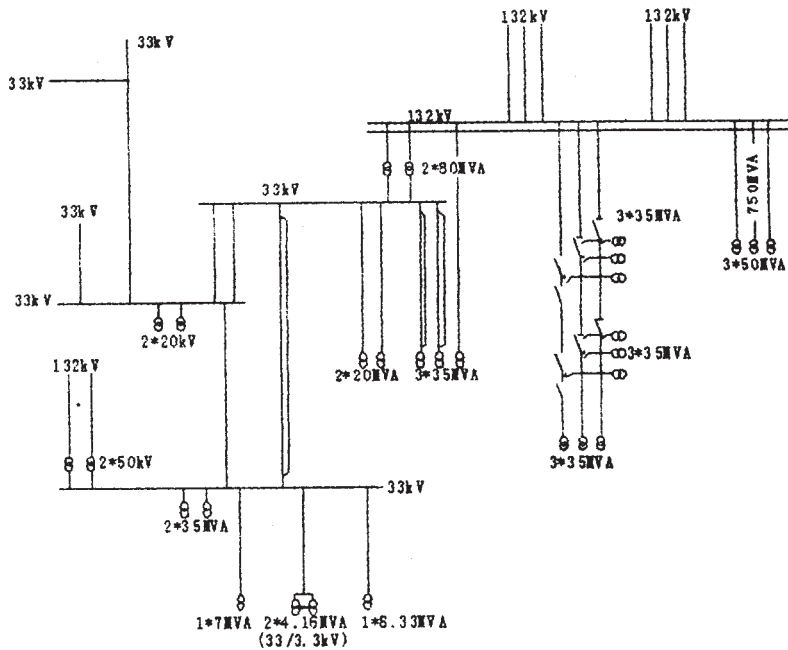 132kV
132kV
33kV
33kV
132kV
2*80MVA
750MVA
33kV
33kV
3*35MVA
3*50MVA
33kV
2*20kV
132kV
2*20MVA
3*35MVA
3*35MVA
3*35MVA
2*50kV
33kV
2*35MVA
1*7MVA
2*4.16MVA
1*8.33MVA
(33/3.3kV)